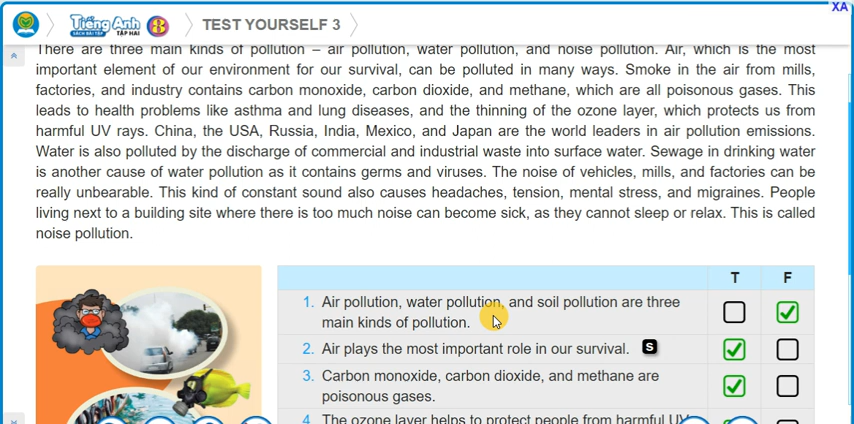 XA
Tiếng Anh 8
SÁCH BÀI TẬP TẬP HAI
TEST YOURSELF 3
There are three main kinds of pollution – air pollution, water pollution, and noise pollution. Air, which is the most
important element of our environment for our survival, can be polluted in many ways. Smoke in the air from mills,
factories, and industry contains carbon monoxide, carbon dioxide, and methane, which are all poisonous gases. This
leads to health problems like asthma and lung diseases, and the thinning of the ozone layer, which protects us from
harmful UV rays. China, the USA, Russia, India, Mexico, and Japan are the world leaders in air pollution emissions.
Water is also polluted by the discharge of commercial and industrial waste into surface water. Sewage in drinking water
is another cause of water pollution as it contains germs and viruses. The noise of vehicles, mills, and factories can be
really unbearable. This kind of constant sound also causes headaches, tension, mental stress, and migraines. People
living next to a building site where there is too much noise can become sick, as they cannot sleep or relax. This is called
noise pollution.
T F
1. Air pollution, water pollution, and soil pollution are three
main kinds of pollution.
2. Air plays the most important role in our survival. S
3. Carbon monoxide, carbon dioxide, and methane are
poisonous gases.
4. The ozone layer helps to protect people from harmful UV